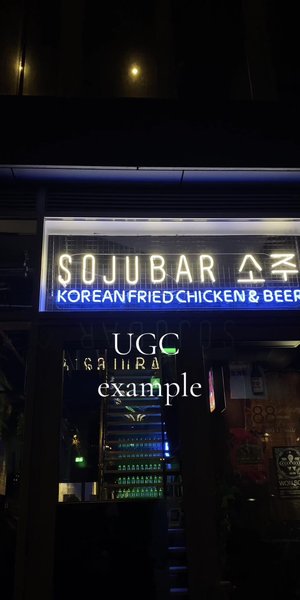 SOJUBAR 소주
KOREAN FRIED CHICKEN & BEER
UGC
example